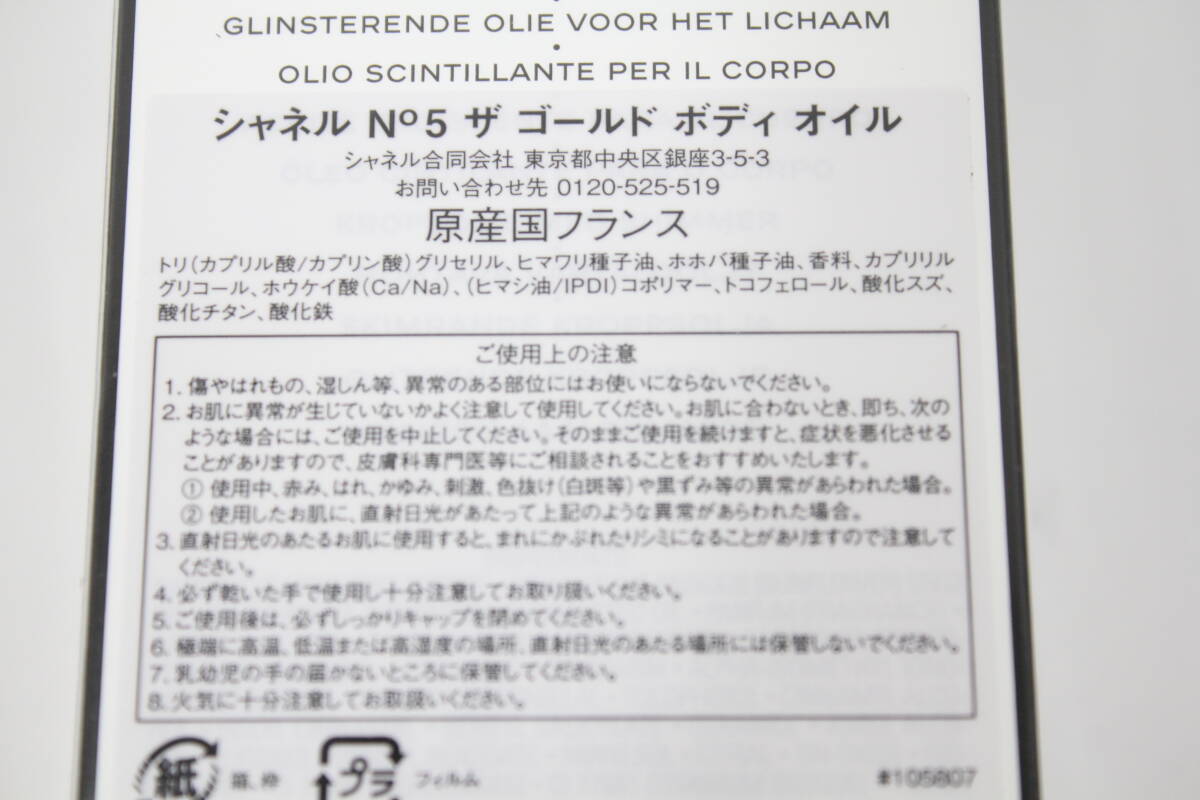 GLINSTERENDE OLIE VOOR HET LICHAAM
•
OLIO SCINTILLANTE PER IL CORPO
シャネル Nº5 ザ ゴールド ボディ オイル
シャネル合同会社 東京都中央区銀座3-5-3
お問い合わせ先 0120-525-519
原産国フランス
トリ(カプリル酸/カプリン酸)グリセリル、ヒマワリ種子油、ホホバ種子油、香料、カプリリル
グリコール、ホウケイ酸(Ca/Na)、(ヒマシ油/IPDI)コポリマー、トコフェロール、酸化スズ、
酸化チタン、酸化鉄
ご使用上の注意
1. 傷やはれもの、湿しん等、異常のある部位にはお使いにならないでください。
2. お肌に異常が生じていないかよく注意して使用してください。お肌に合わないとき、即ち、次の
ような場合には、ご使用を中止してください。そのままご使用を続けますと、症状を悪化させる
ことがありますので、皮膚科専門医等にご相談されることをおすすめいたします。
① 使用中、赤み、はれ、かゆみ、刺激、色抜け(白斑等)や黒ずみ等の異常があらわれた場合。
② 使用したお肌に、直射日光があたって上記のような異常があらわれた場合。
3. 直射日光のあたるお肌に使用すると、まれにかぶれたりシミになることがありますので注意して
ください。
4. 必ず乾いた手で使用し十分注意してお取り扱いください。
5. ご使用後は、必ずしっかりキャップを閉めてください。
6. 極端に高温、低温または高湿度の場所、直射日光のあたる場所には保管しないでください。
7. 乳幼児の手の届かないところに保管してください。
8. 火気に十分注意してお取扱いください。
紙 箱、枠 プラ フィルム #105807